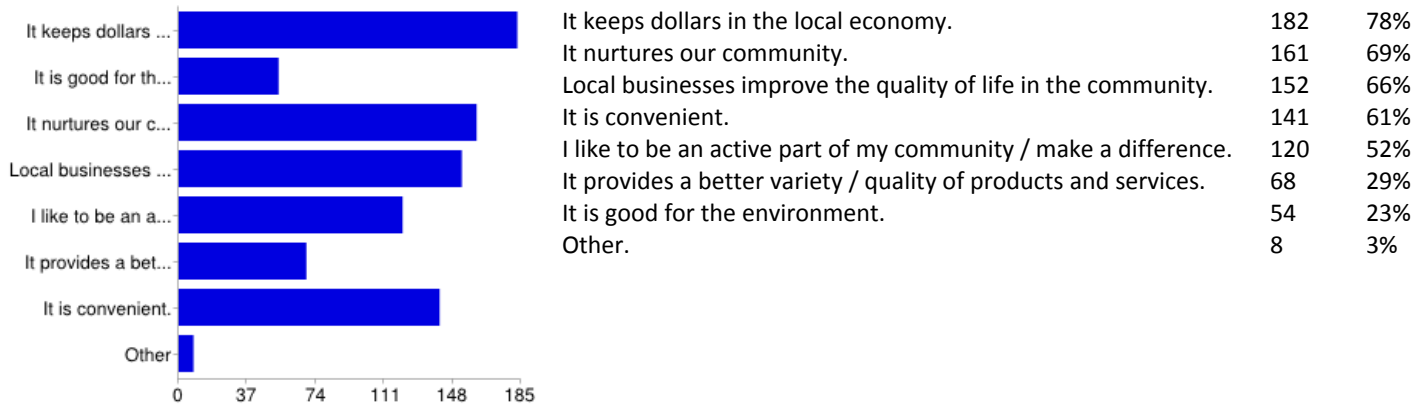 It keeps dollars ...
It is good for th...
It nurtures our c...
Local businesses ...
I like to be an a...
It provides a bet...
It is convenient.
Other
0 37 74 111 148 185
It keeps dollars in the local economy. 182 78%
It nurtures our community. 161 69%
Local businesses improve the quality of life in the community. 152 66%
It is convenient. 141 61%
I like to be an active part of my community / make a difference. 120 52%
It provides a better variety / quality of products and services. 68 29%
It is good for the environment. 54 23%
Other. 8 3%